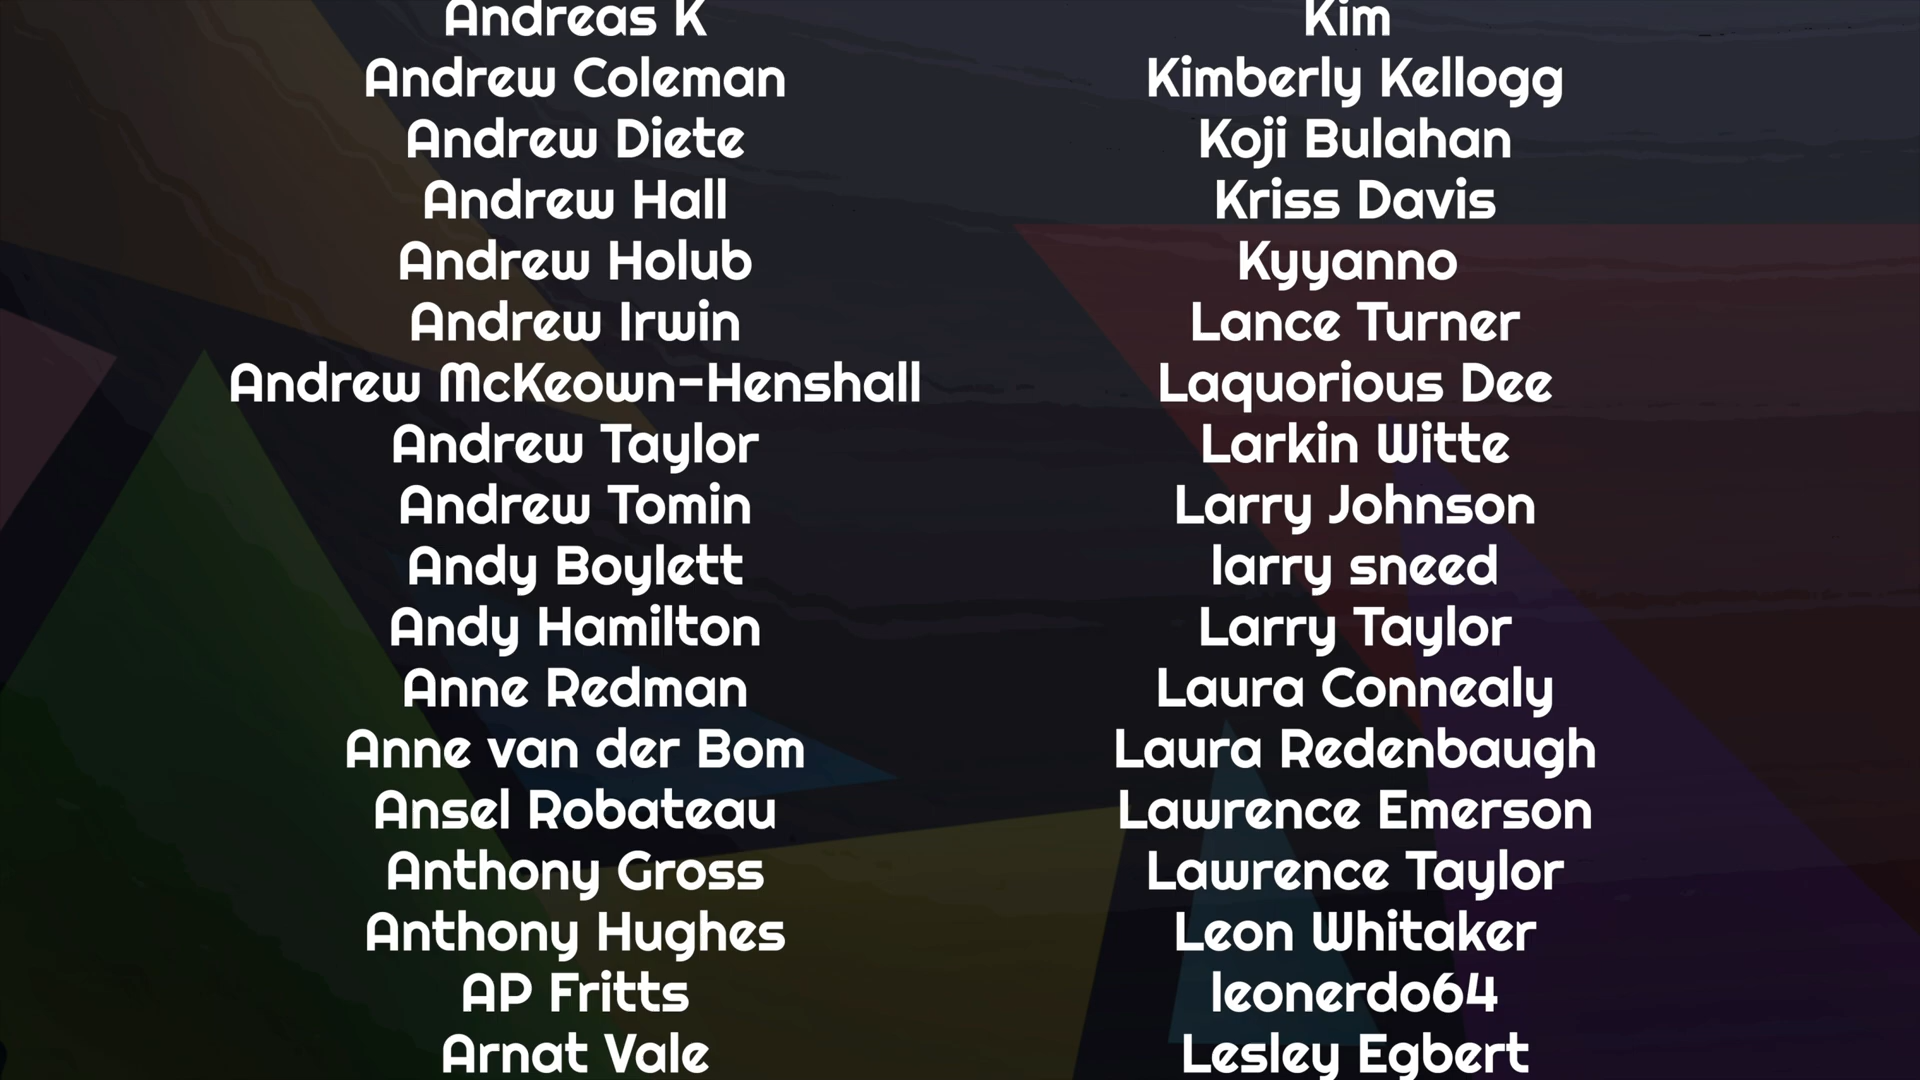 Andreas K
Andrew Coleman
Andrew Diete
Andrew Hall
Andrew Holub
Andrew Irwin
Andrew McKeown-Henshall
Andrew Taylor
Andrew Tomin
Andy Boylett
Andy Hamilton
Anne Redman
Anne van der Bom
Ansel Robateau
Anthony Gross
Anthony Hughes
AP Fritts
Arnat Vale
Kim
Kimberly Kellogg
Koji Bulahan
Kriss Davis
Kyyanno
Lance Turner
Laquorious Dee
Larkin Witte
Larry Johnson
larry sneed
Larry Taylor
Laura Connealy
Laura Redenbaugh
Lawrence Emerson
Lawrence Taylor
Leon Whitaker
leonerdo64
Lesley Egbert